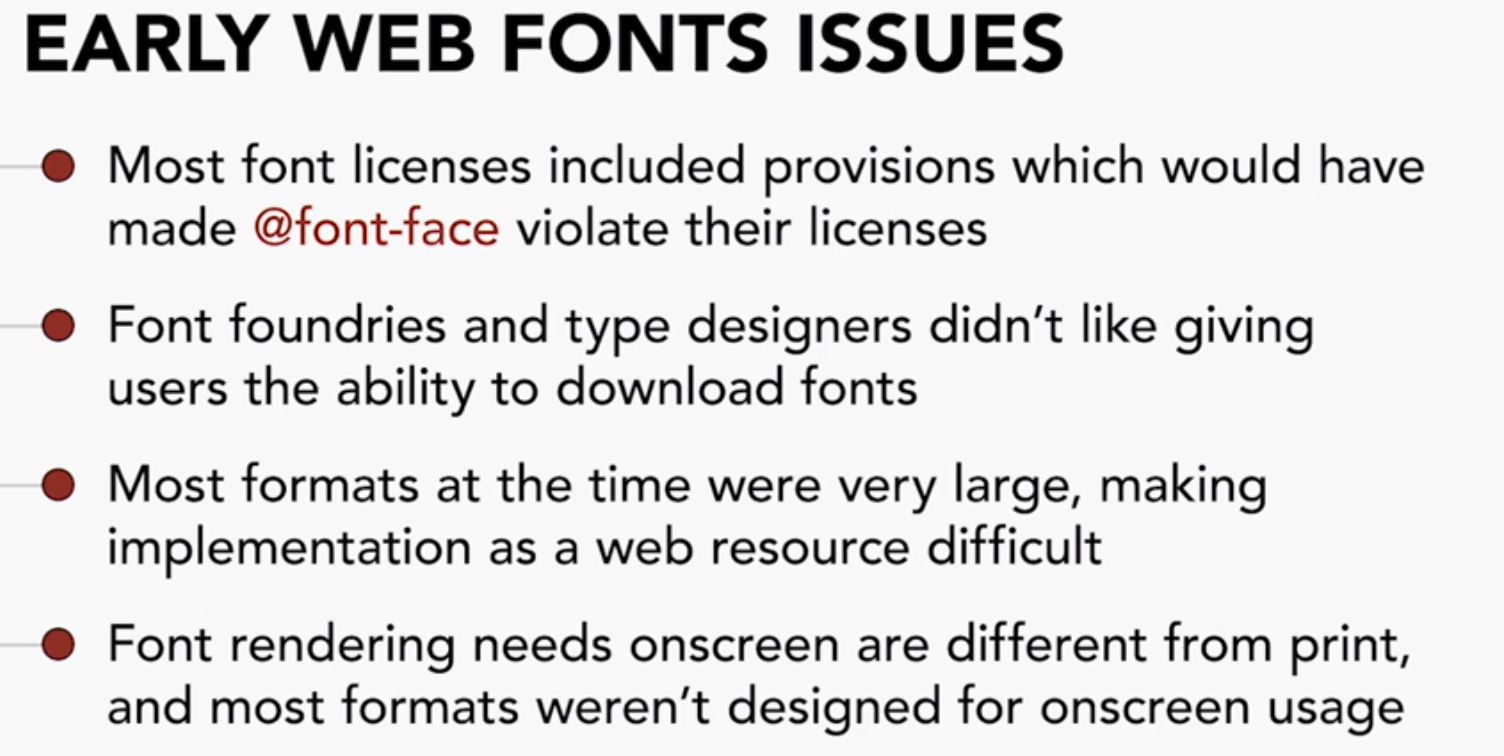 EARLY WEB FONTS ISSUES
Most font licenses included provisions which would have
made @font-face violate their licenses
Font foundries and type designers didn’t like giving
users the ability to download fonts
Most formats at the time were very large, making
implementation as a web resource difficult
Font rendering needs onscreen are different from print,
and most formats weren’t designed for onscreen usage